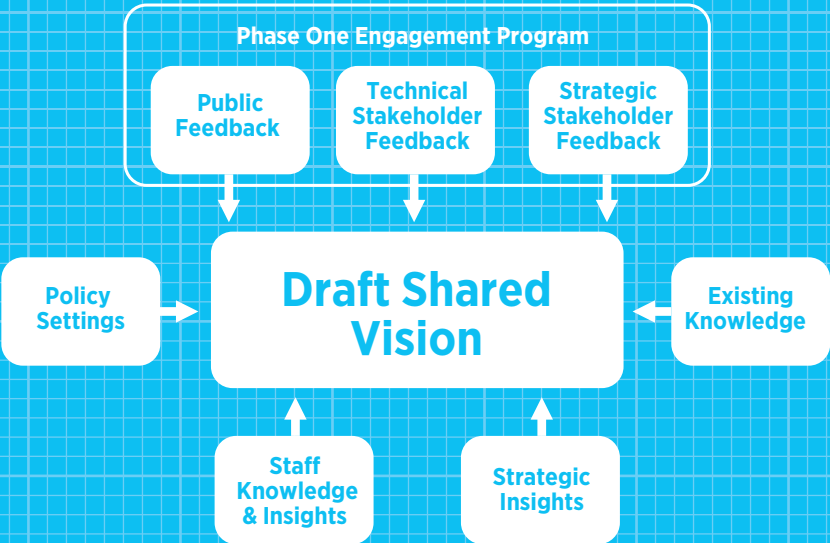 Phase One Engagement Program
Public
Feedback
Technical
Stakeholder
Feedback
Strategic
Stakeholder
Feedback
Policy
Settings
Draft Shared
Vision
Existing
Knowledge
Staff
Knowledge
& Insights
Strategic
Insights